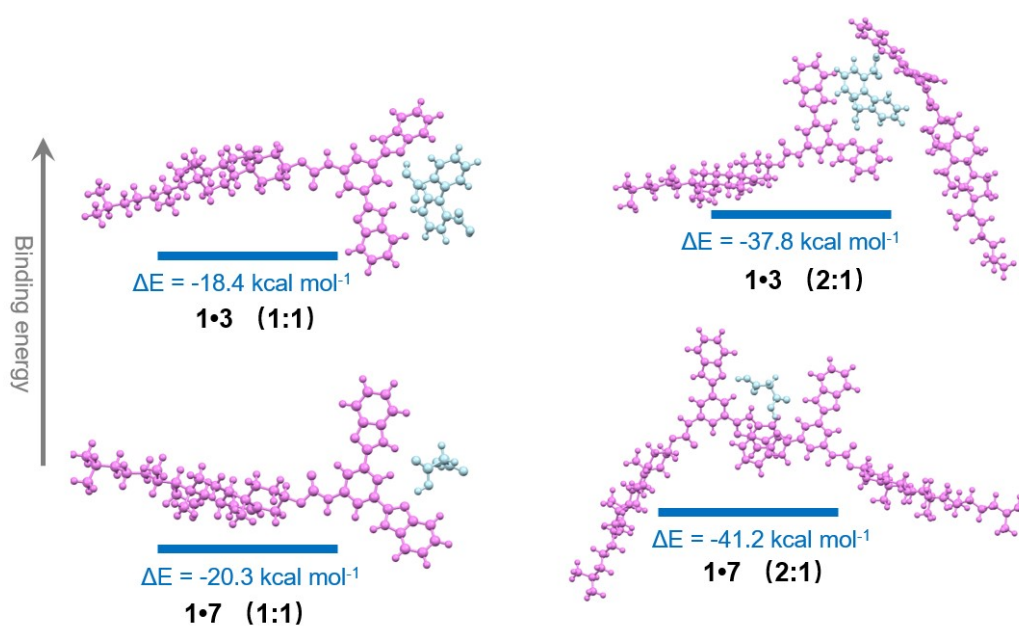 Binding energy
ΔE = -18.4 kcal mol⁻¹
1•3 (1:1)
ΔE = -37.8 kcal mol⁻¹
1•3 (2:1)
ΔE = -20.3 kcal mol⁻¹
1•7 (1:1)
ΔE = -41.2 kcal mol⁻¹
1•7 (2:1)